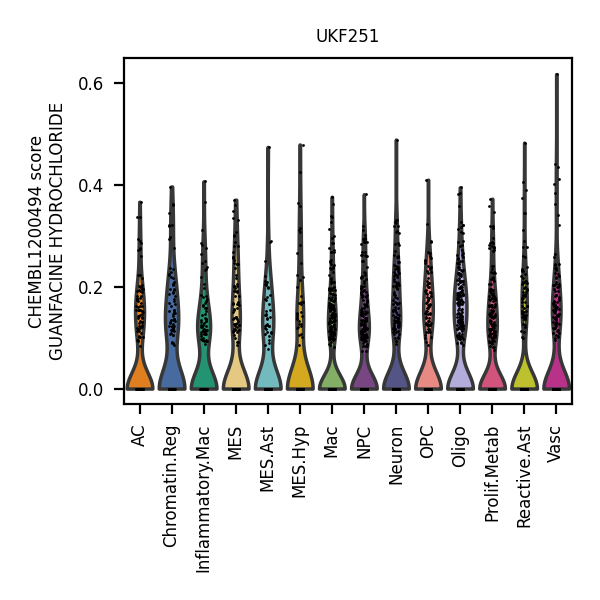 UKF251
CHEMBL1200494 score
GUANFACINE HYDROCHLORIDE
0.6
0.4
0.2
0.0
AC
Chromatin.Reg
Inflammatory.Mac
MES
MES.Ast
MES.Hyp
Mac
NPC
Neuron
OPC
Oligo
Prolif.Metab
Reactive.Ast
Vasc